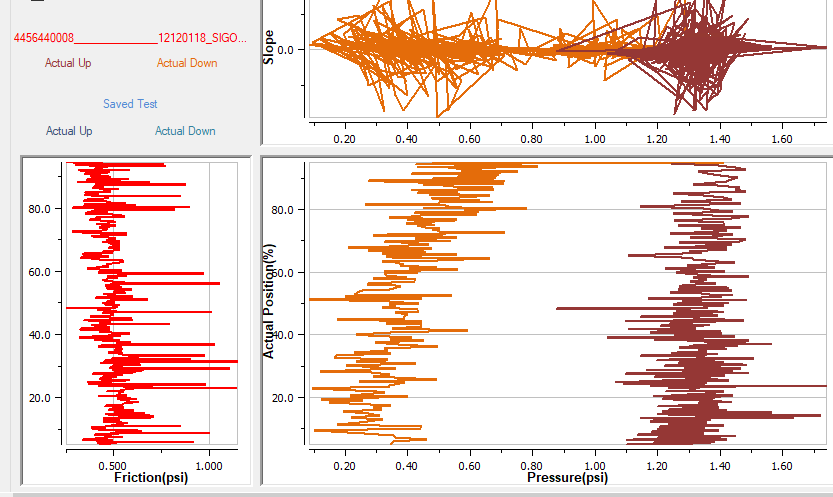 4456440008______________12120118_SIGO...
Actual Up Actual Down
Saved Test
Actual Up Actual Down
Slope
0.0
0.20 0.40 0.60 0.80 1.00 1.20 1.40 1.60
80.0
60.0
40.0
20.0
0.500 1.000
Friction(psi)
Actual Position(%)
80.0
60.0
40.0
20.0
0.20 0.40 0.60 0.80 1.00 1.20 1.40 1.60
Pressure(psi)